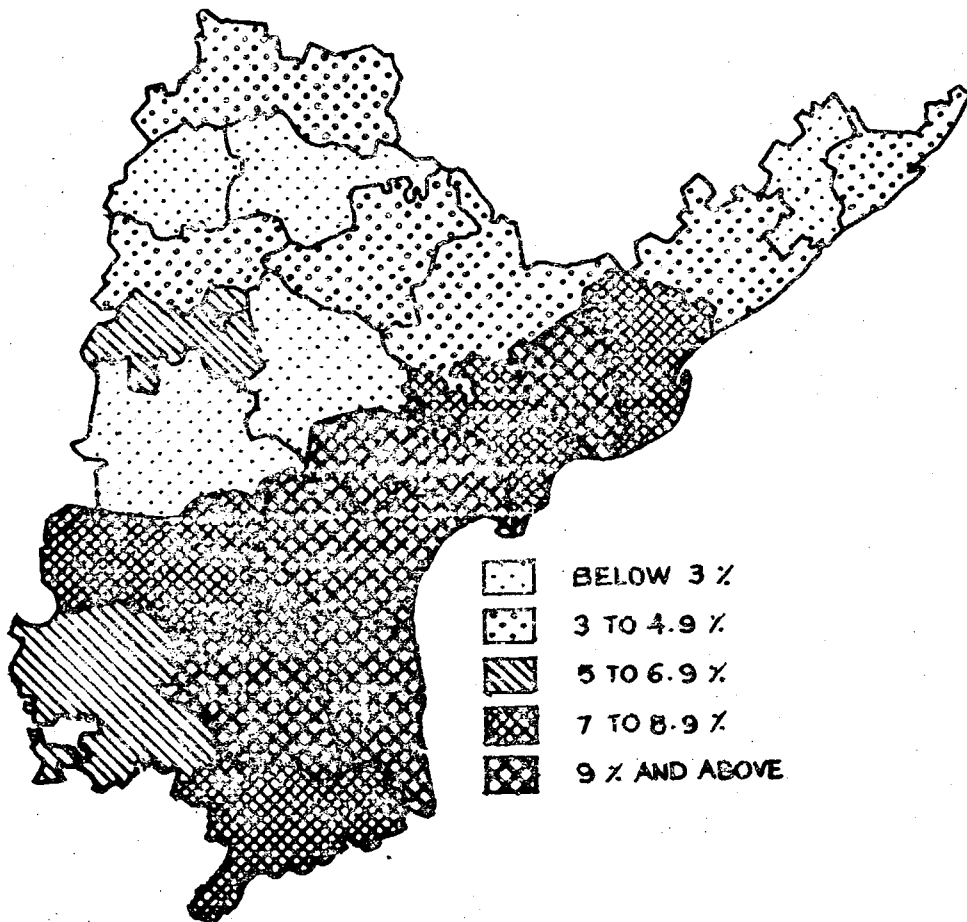 BELOW 3 %
3 TO 4.9 %
5 TO 6.9 %
7 TO 8.9 %
9 % AND ABOVE